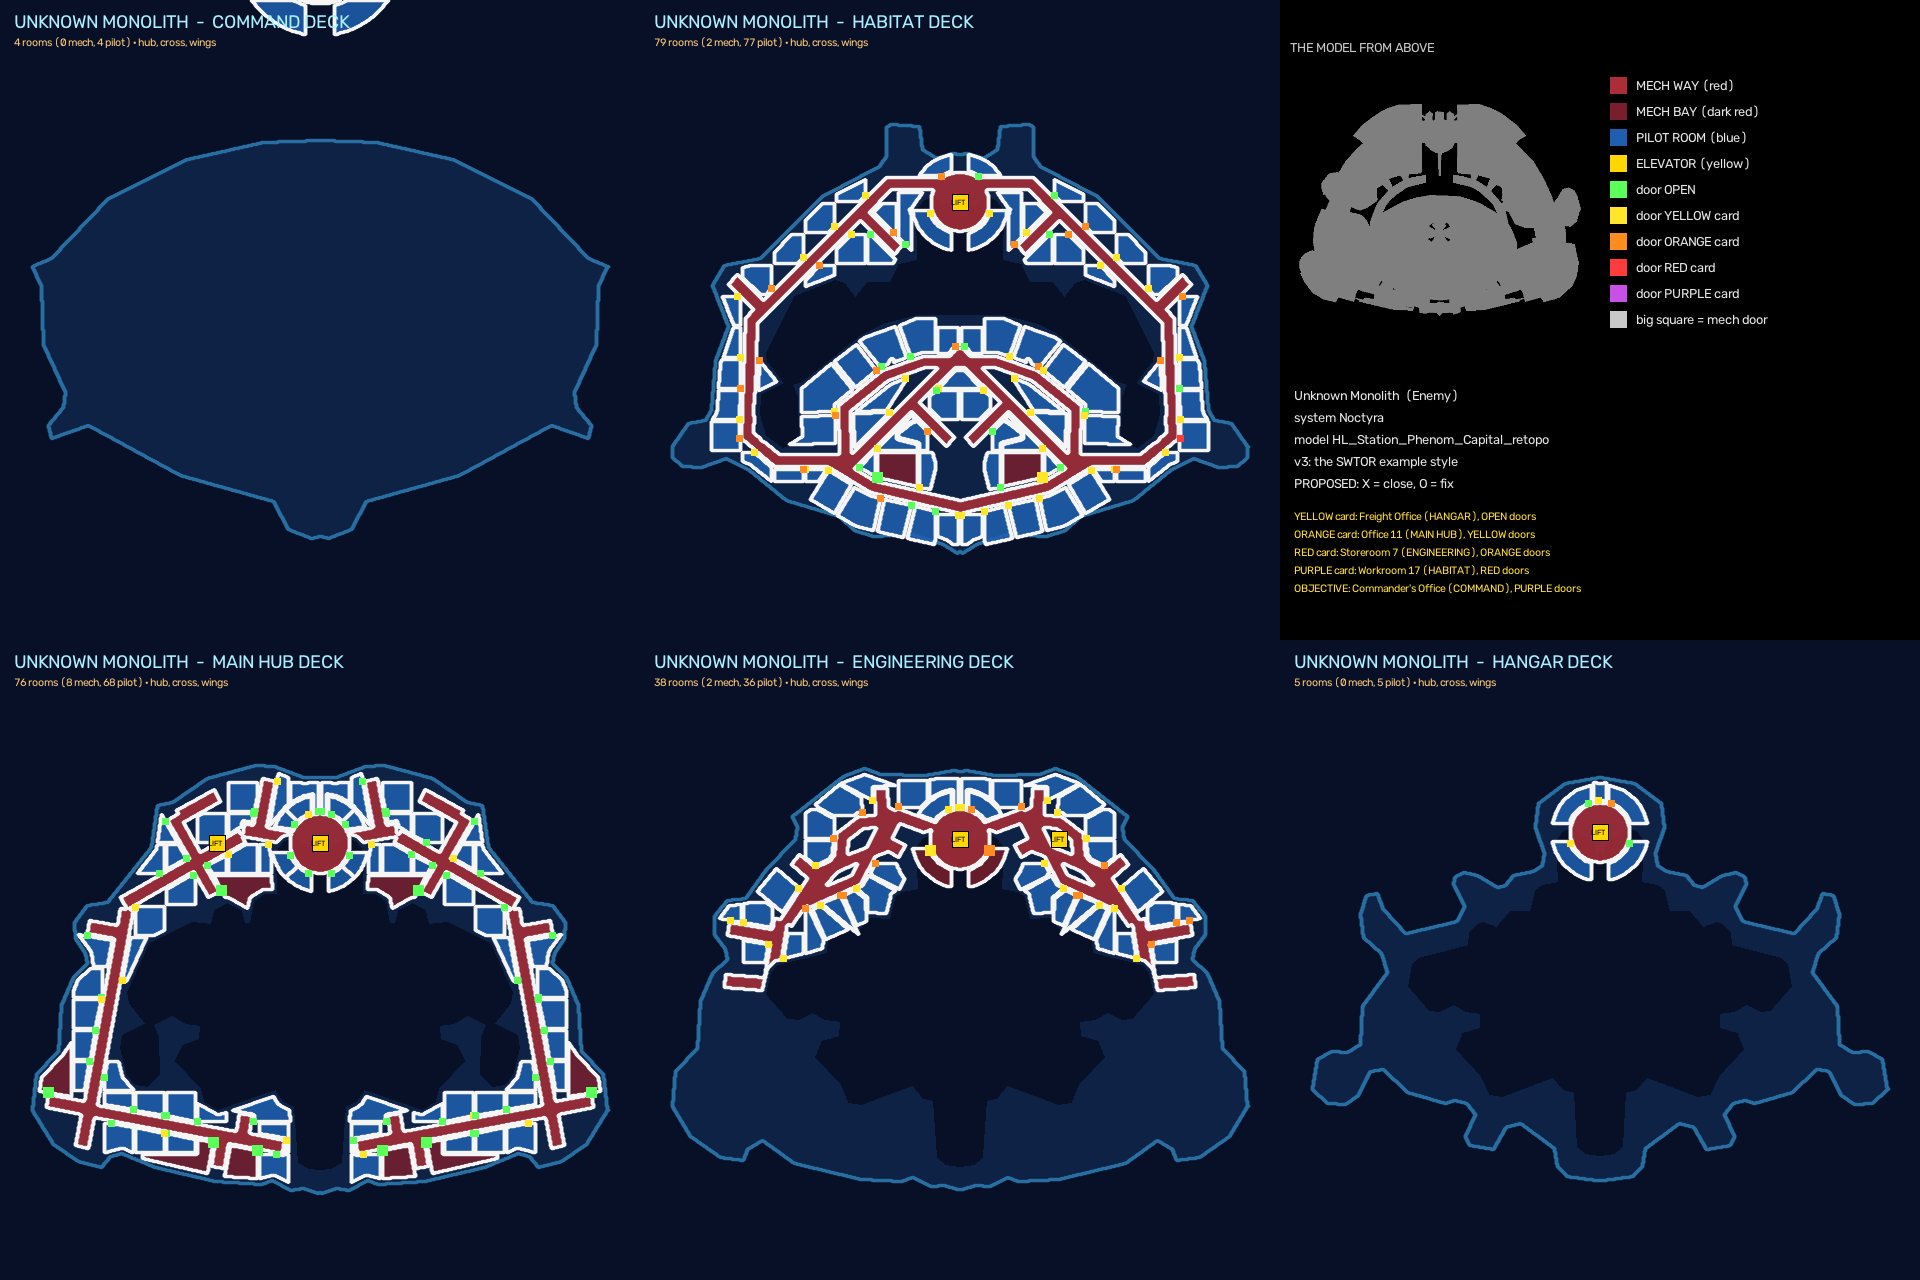 UNKNOWN MONOLITH - COMMAND DECK
4 rooms (0 mech, 4 pilot) • hub, cross, wings
UNKNOWN MONOLITH - HABITAT DECK
79 rooms (2 mech, 77 pilot) • hub, cross, wings
LIFT
THE MODEL FROM ABOVE
MECH WAY (red)
MECH BAY (dark red)
PILOT ROOM (blue)
ELEVATOR (yellow)
door OPEN
door YELLOW card
door ORANGE card
door RED card
door PURPLE card
big square = mech door
Unknown Monolith (Enemy)
system Noctyra
model HL_Station_Phenom_Capital_retopo
v3: the SWTOR example style
PROPOSED: X = close, O = fix
YELLOW card: Freight Office (HANGAR), OPEN doors
ORANGE card: Office 11 (MAIN HUB), YELLOW doors
RED card: Storeroom 7 (ENGINEERING), ORANGE doors
PURPLE card: Workroom 17 (HABITAT), RED doors
OBJECTIVE: Commander's Office (COMMAND), PURPLE doors
UNKNOWN MONOLITH - MAIN HUB DECK
76 rooms (8 mech, 68 pilot) • hub, cross, wings
LIFT
LIFT
UNKNOWN MONOLITH - ENGINEERING DECK
38 rooms (2 mech, 36 pilot) • hub, cross, wings
LIFT
LIFT
UNKNOWN MONOLITH - HANGAR DECK
5 rooms (0 mech, 5 pilot) • hub, cross, wings
LIFT